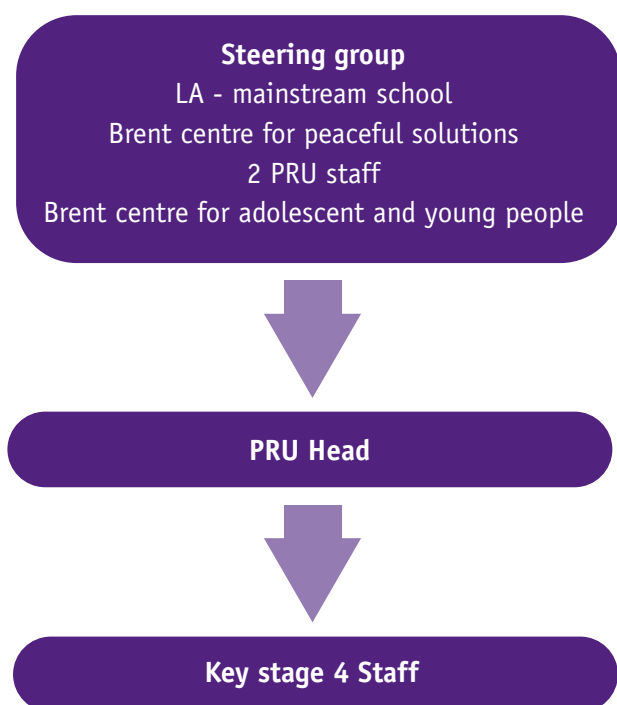 Steering group
LA - mainstream school
Brent centre for peaceful solutions
2 PRU staff
Brent centre for adolescent and young people
PRU Head
Key stage 4 Staff